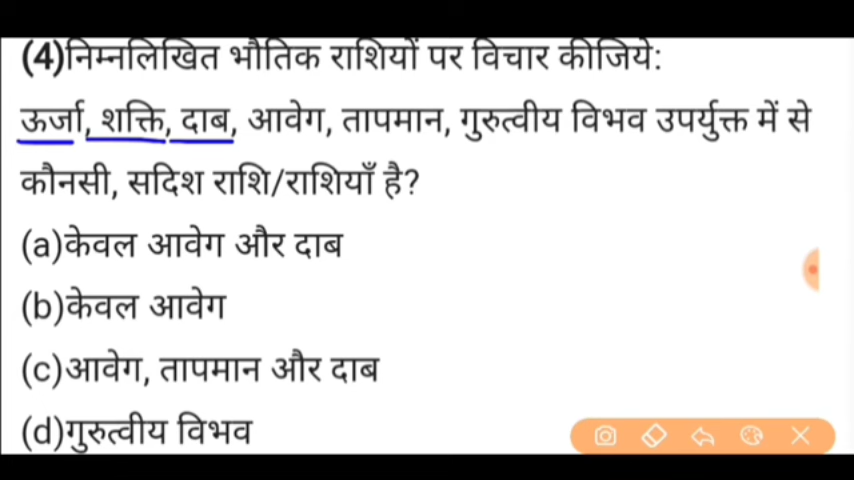 (4)निम्नलिखित भौतिक राशियों पर विचार कीजिये:
ऊर्जा, शक्ति, दाब, आवेग, तापमान, गुरुत्वीय विभव उपर्युक्त में से
कौनसी, सदिश राशि/राशियाँ है?
(a)केवल आवेग और दाब
(b)केवल आवेग
(c)आवेग, तापमान और दाब
(d)गुरुत्वीय विभव